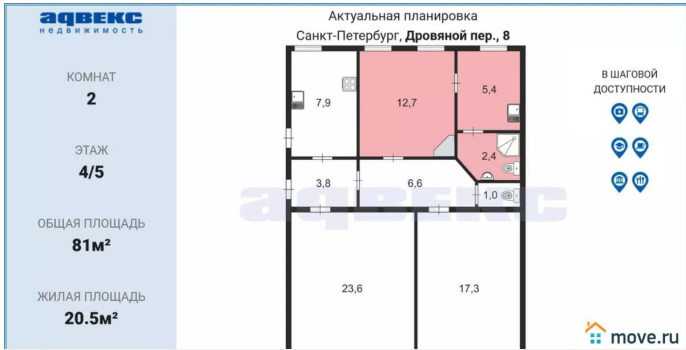 адвекс
недвижимость
КОМНАТ
2
ЭТАЖ
4/5
ОБЩАЯ ПЛОЩАДЬ
81м²
ЖИЛАЯ ПЛОЩАДЬ
20.5м²
Актуальная планировка
Санкт-Петербург, Дровяной пер., 8
7,9
12,7
5,4
2,4
3,8
6,6
1,0
адвекс
23,6
17,3
В ШАГОВОЙ
ДОСТУПНОСТИ
move.ru